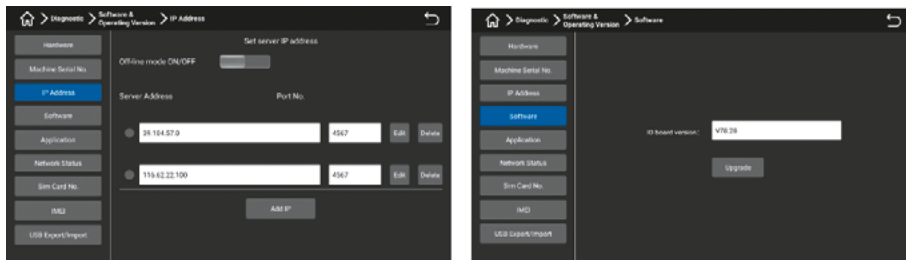 Diagnostic > Software & Operating Version > IP Address
Hardware
Machine Serial No.
IP Address
Software
Application
Network Status
Sim Card No.
IMEI
USB Export/Import
Set server IP address
Off-line mode ON/OFF
Server Address Port No.
39.104.57.0 4567 Edit Delete
116.62.22.100 4567 Edit Delete
Add IP
Diagnostic > Software & Operating Version > Software
Hardware
Machine Serial No.
IP Address
Software
Application
Network Status
Sim Card No.
IMEI
USB Export/Import
IO board version:
V78.28
Upgrade